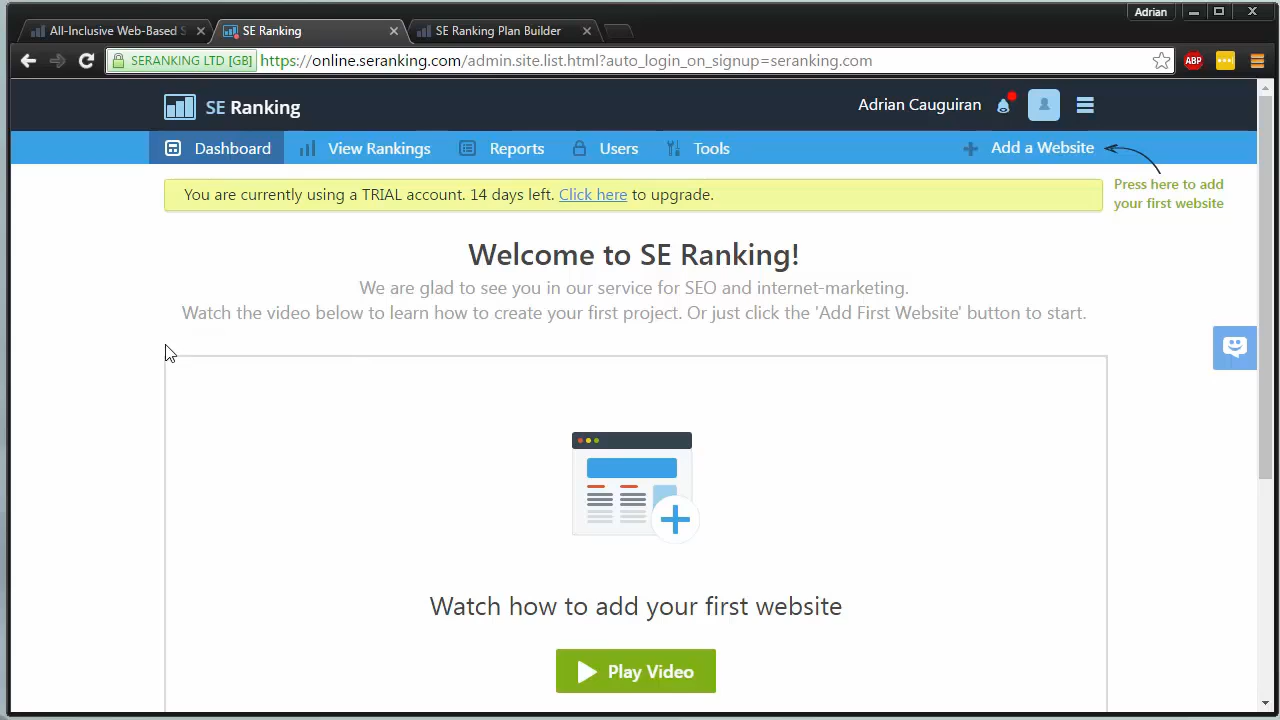 Adrian
All-Inclusive Web-Based S
SE Ranking
SE Ranking Plan Builder
SERANKING LTD [GB]
https://online.seranking.com/admin.site.list.html?auto_login_on_signup=seranking.com
ABP
SE Ranking
Adrian Cauguiran
Dashboard
View Rankings
Reports
Users
Tools
Add a Website
You are currently using a TRIAL account. 14 days left. Click here to upgrade.
Press here to add
your first website
Welcome to SE Ranking!
We are glad to see you in our service for SEO and internet-marketing.
Watch the video below to learn how to create your first project. Or just click the 'Add First Website' button to start.
Watch how to add your first website
Play Video